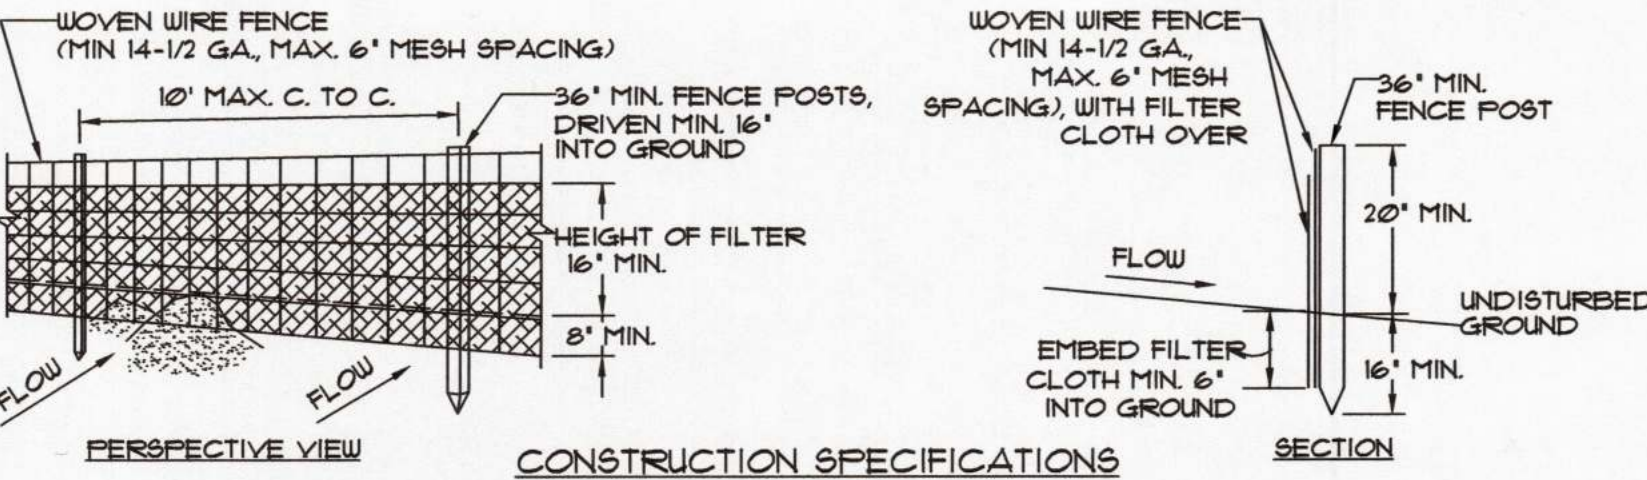 WOVEN WIRE FENCE
(MIN 14-1/2 GA., MAX. 6" MESH SPACING)
10' MAX. C. TO C.
36" MIN. FENCE POSTS,
DRIVEN MIN. 16"
INTO GROUND
HEIGHT OF FILTER
16" MIN.
8" MIN.
FLOW
FLOW
PERSPECTIVE VIEW
WOVEN WIRE FENCE
(MIN 14-1/2 GA.,
MAX. 6" MESH
SPACING), WITH FILTER
CLOTH OVER
36" MIN.
FENCE POST
20" MIN.
FLOW
UNDISTURBED
GROUND
EMBED FILTER
CLOTH MIN. 6"
INTO GROUND
16" MIN.
SECTION
CONSTRUCTION SPECIFICATIONS